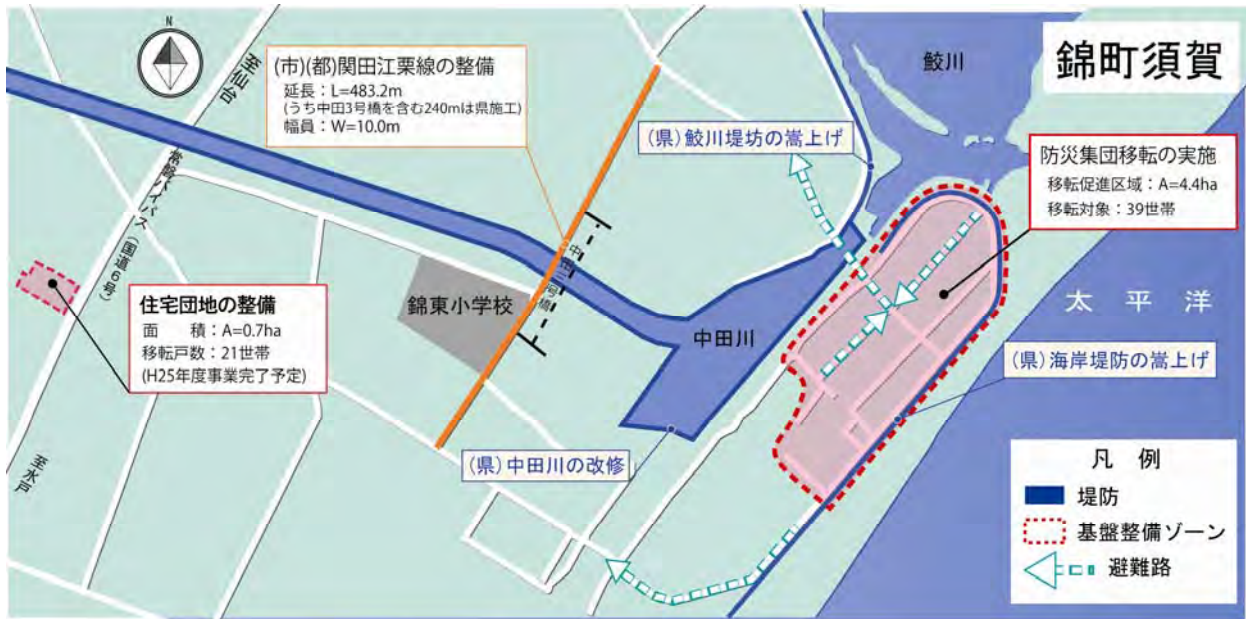 錦町須賀
N
至仙台
(市)(都)関田江栗線の整備
延長：L=483.2m
(うち中田3号橋を含む240mは県施工)
幅員：W=10.0m
鮫川
(県)鮫川堤坊の嵩上げ
防災集団移転の実施
移転促進区域：A=4.4ha
移転対象：39世帯
常磐バイパス(国道6号)
住宅団地の整備
面　積：A=0.7ha
移転戸数：21世帯
(H25年度事業完了予定)
錦東小学校
中田三号橋
中田川
太平洋
(県)海岸堤防の嵩上げ
(県)中田川の改修
至水戸
凡　例
堤防
基盤整備ゾーン
避難路